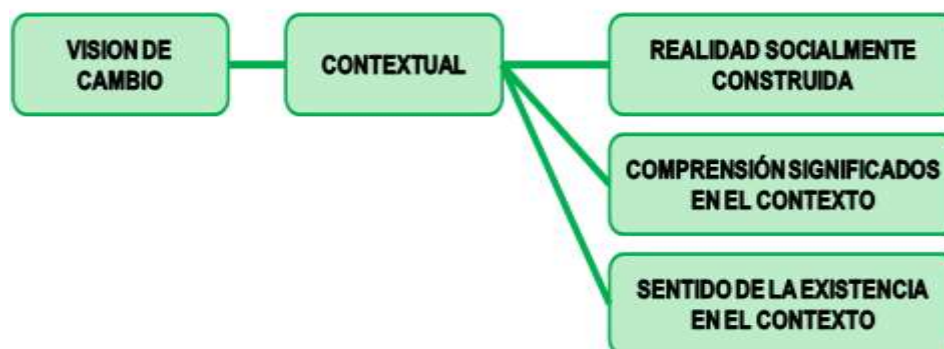 VISION DE
CAMBIO
CONTEXTUAL
REALIDAD SOCIALMENTE
CONSTRUIDA
COMPRENSIÓN SIGNIFICADOS
EN EL CONTEXTO
SENTIDO DE LA EXISTENCIA
EN EL CONTEXTO